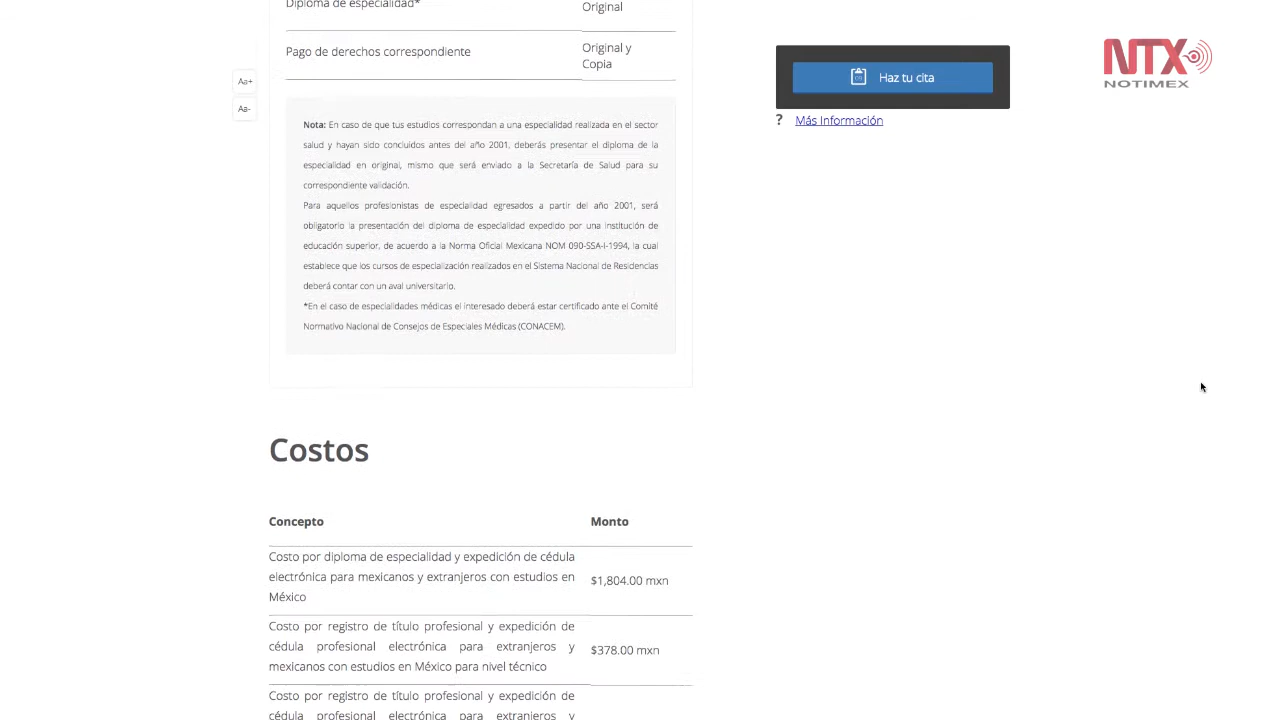 Diploma de especialidad*
Original
Pago de derechos correspondiente
Original y
Copia
Aa+
Aa-
Nota: En caso de que tus estudios correspondan a una especialidad realizada en el sector
salud y hayan sido concluidos antes del año 2001, deberás presentar el diploma de la
especialidad en original, mismo que será enviado a la Secretaría de Salud para su
correspondiente validación.
Para aquellos profesionistas de especialidad egresados a partir del año 2001, será
obligatorio la presentación del diploma de especialidad expedido por una institución de
educación superior, de acuerdo a la Norma Oficial Mexicana NOM 090-SSA-I-1994, la cual
establece que los cursos de especialización realizados en el Sistema Nacional de Residencias
deberá contar con un aval universitario.
*En el caso de especialidades médicas el interesado deberá estar certificado ante el Comité
Normativo Nacional de Consejos de Especiales Médicas (CONACEM).
Haz tu cita
? Más Información
NTX
NOTIMEX
Costos
Concepto
Monto
Costo por diploma de especialidad y expedición de cédula
electrónica para mexicanos y extranjeros con estudios en
México
$1,804.00 mxn
Costo por registro de título profesional y expedición de
cédula profesional electrónica para extranjeros y
mexicanos con estudios en México para nivel técnico
$378.00 mxn
Costo por registro de título profesional y expedición de
cédula profesional electrónica para extranjeros y